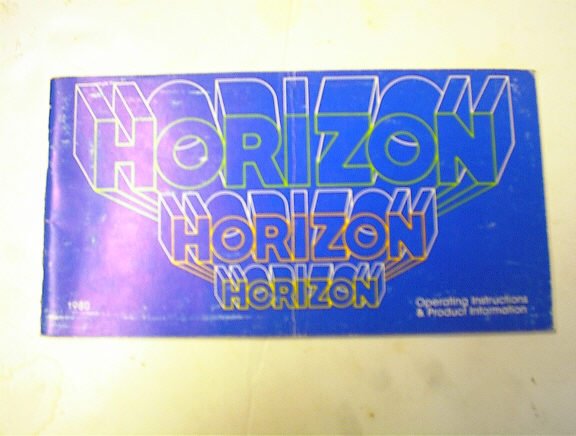 HORIZON
HORIZON
HORIZON
1980
Operating Instructions
& Product Information